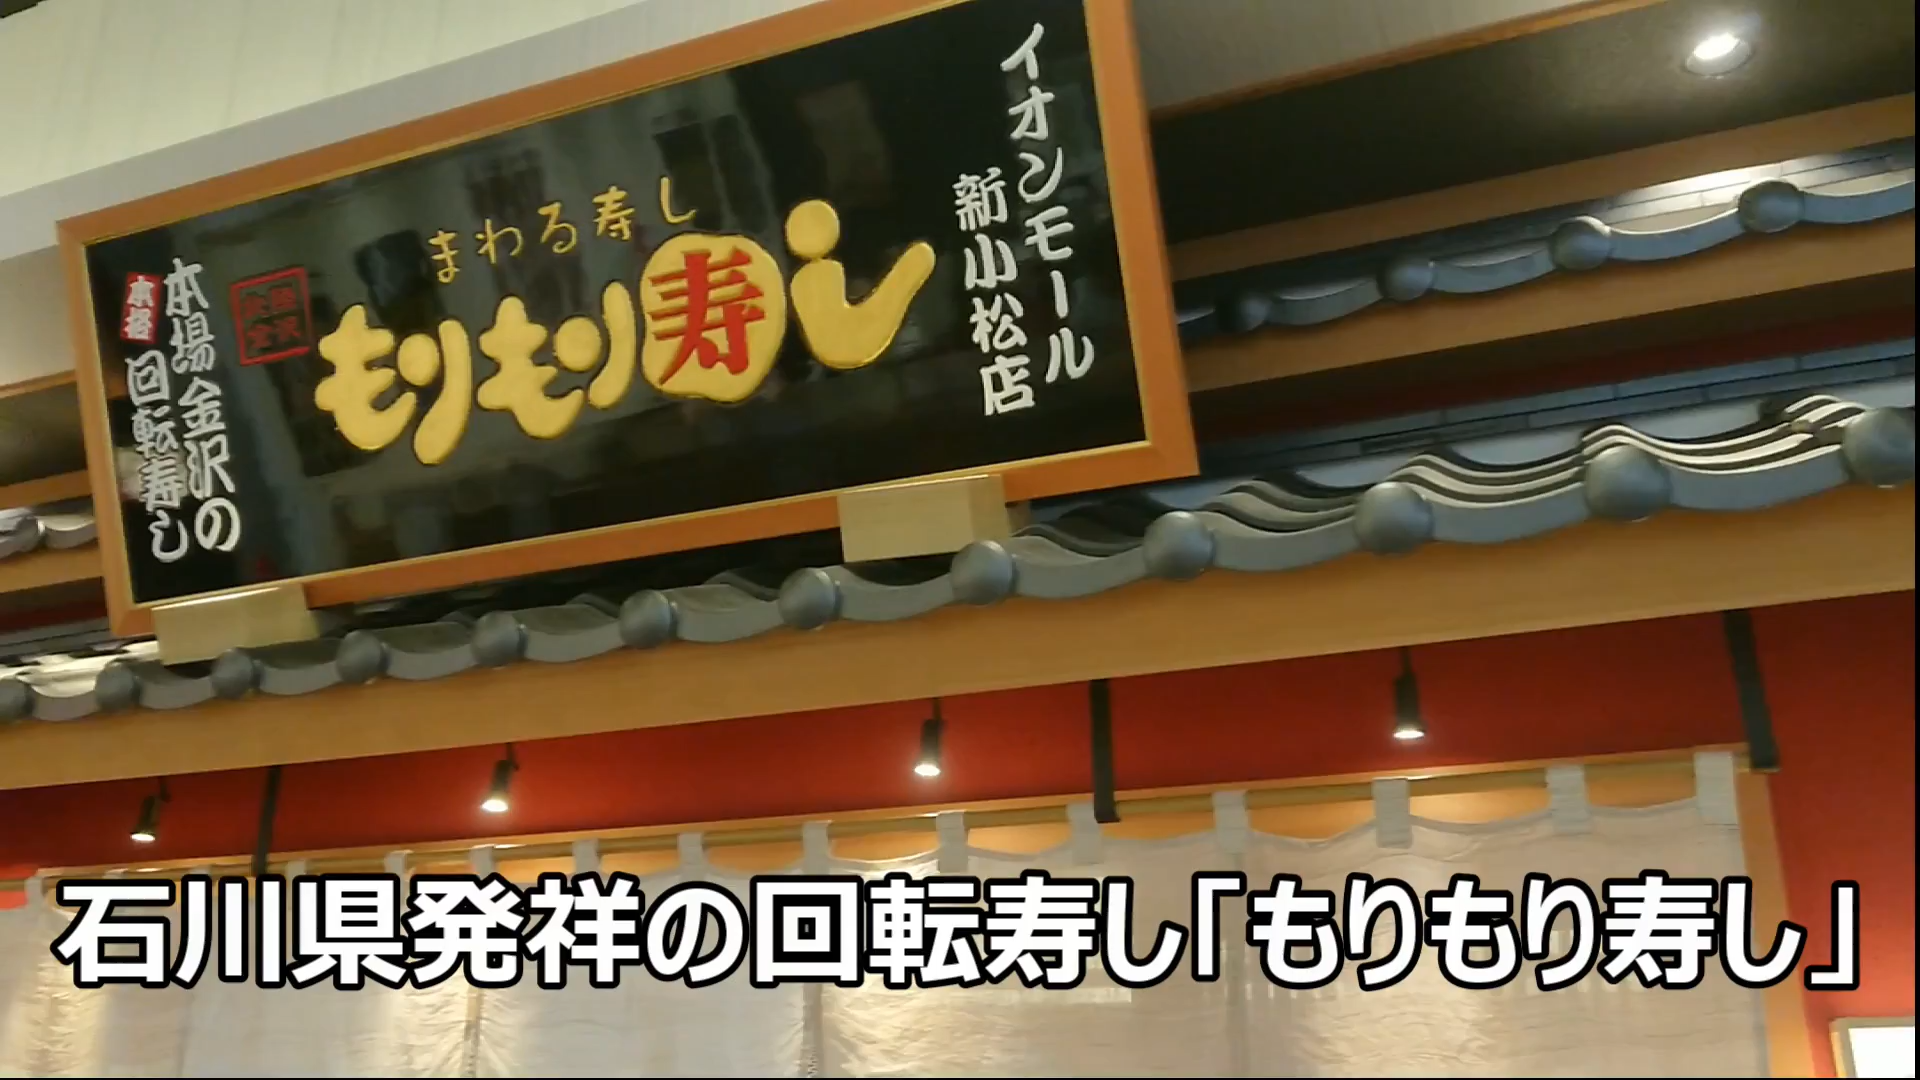 イオンモール
新小松店
まわる寿し
もりもり寿し
本場金沢の
本格
回転寿し
石川県発祥の回転寿し「もりもり寿し」